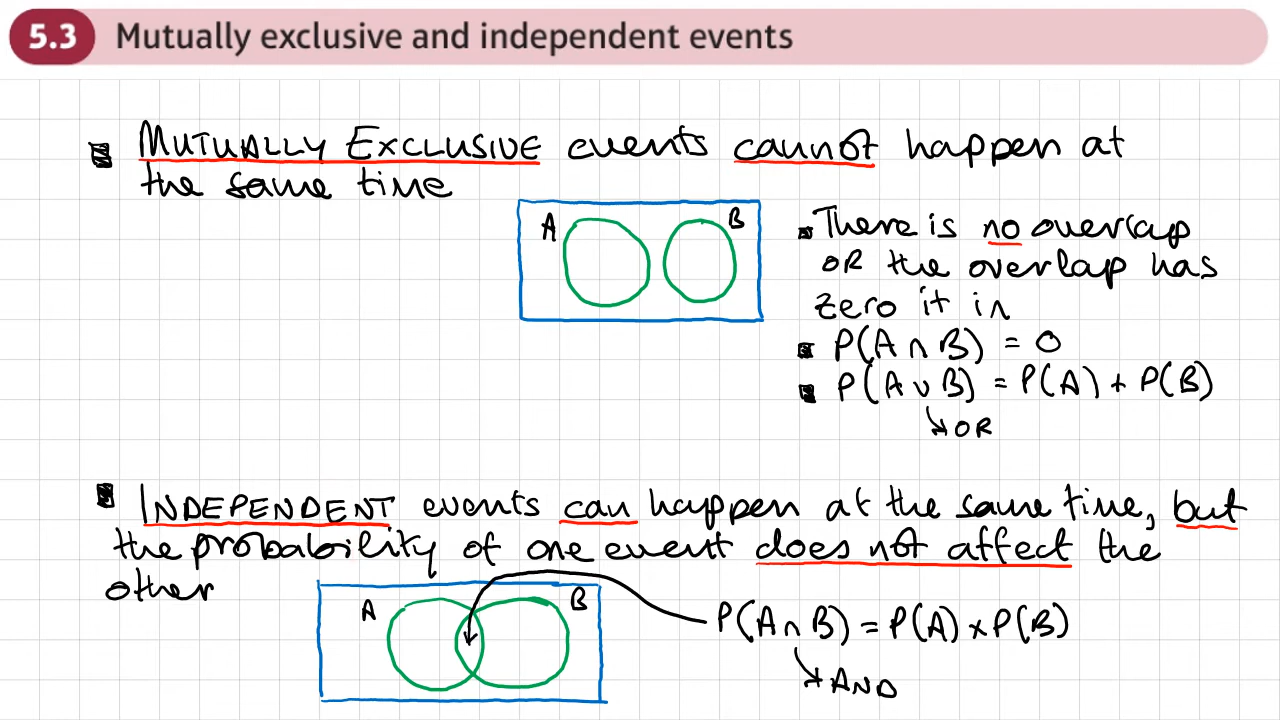 5.3 Mutually exclusive and independent events
MUTUALLY EXCLUSIVE events cannot happen at
the same time
A B
There is no overlap
OR the overlap has
zero it in
P(A ∩ B) = 0
P(A ∪ B) = P(A) + P(B)
OR
INDEPENDENT events can happen at the same time, but
the probability of one event does not affect the
other
A B
P(A ∩ B) = P(A) × P(B)
AND